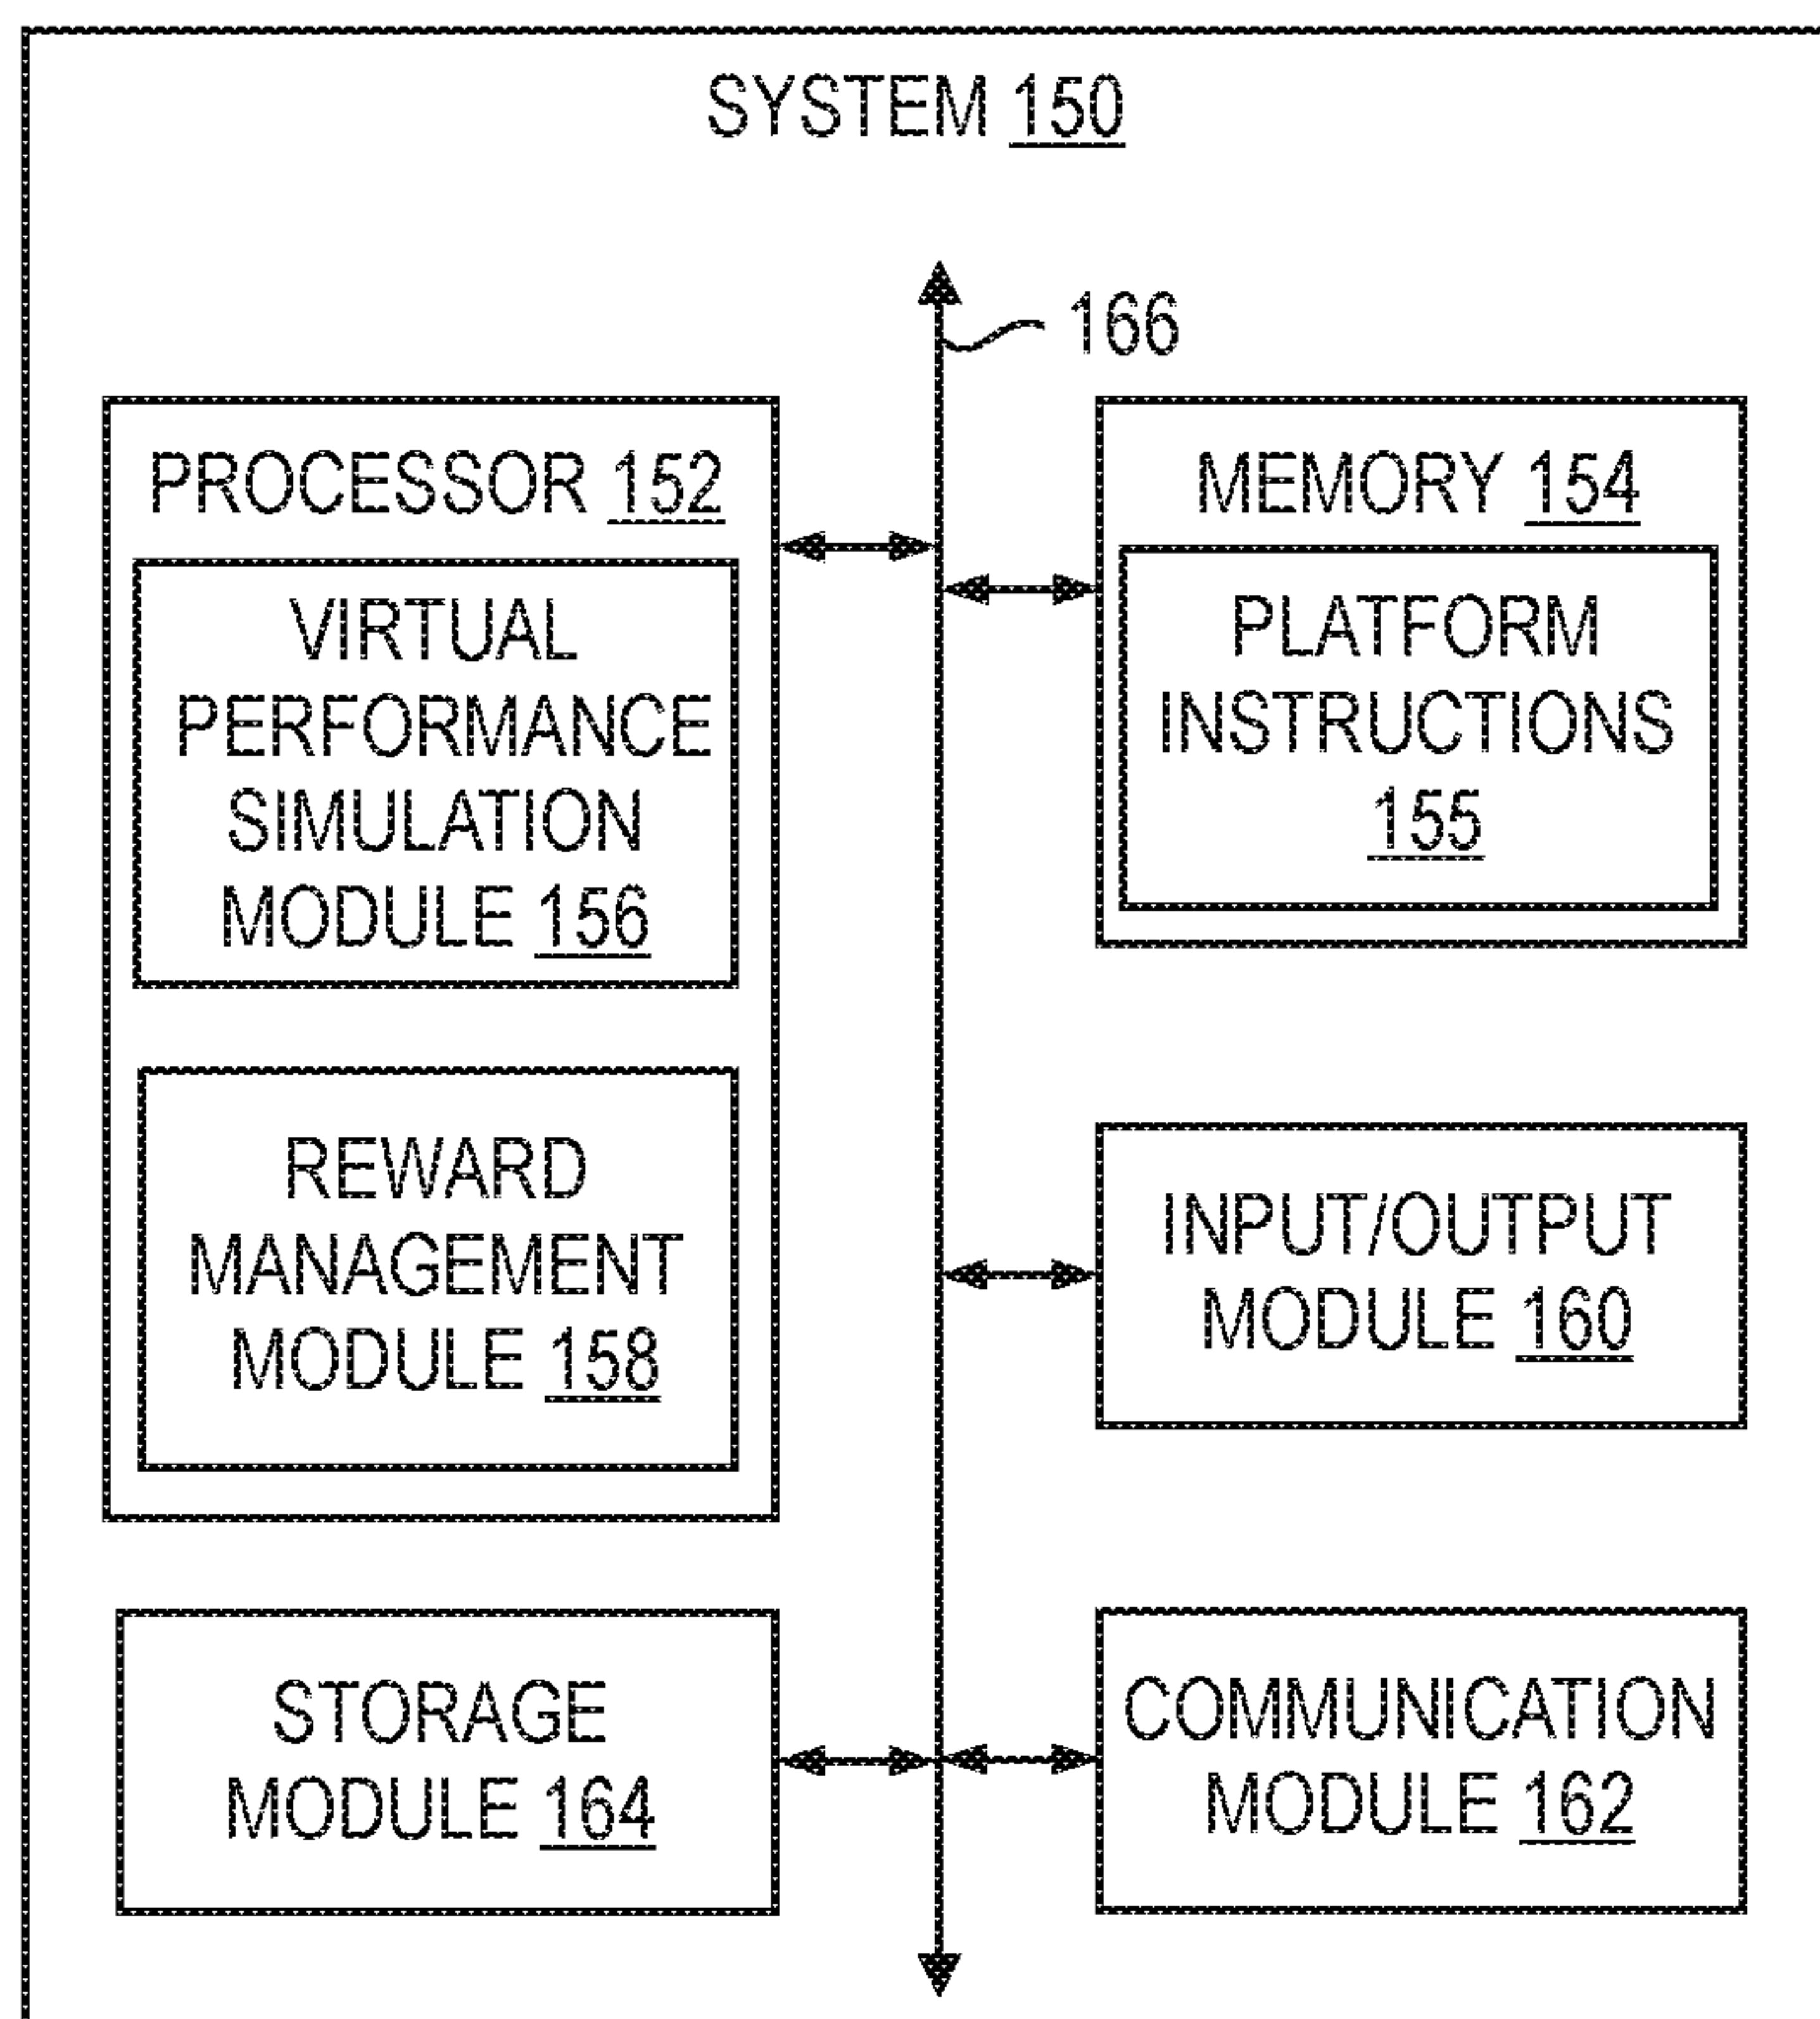 SYSTEM 150
166
PROCESSOR 152
VIRTUAL
PERFORMANCE
SIMULATION
MODULE 156
REWARD
MANAGEMENT
MODULE 158
MEMORY 154
PLATFORM
INSTRUCTIONS
155
INPUT/OUTPUT
MODULE 160
STORAGE
MODULE 164
COMMUNICATION
MODULE 162